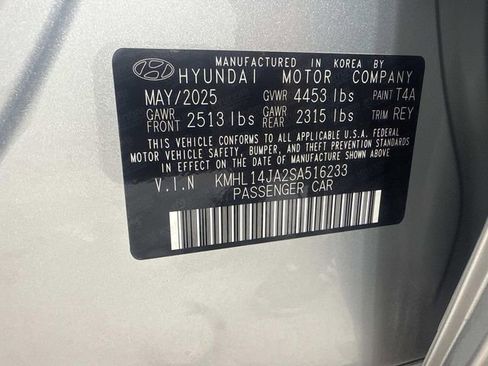 MANUFACTURED IN KOREA BY
HYUNDAI MOTOR COMPANY
MAY/2025 GVWR 4453 lbs PAINT T4A
GAWR FRONT 2513 lbs GAWR REAR 2315 lbs TRIM REY
THIS VEHICLE CONFORMS TO ALL APPLICABLE U.S.A. FEDERAL
MOTOR VEHICLE SAFETY, BUMPER, AND THEFT PREVENTION STANDARDS
IN EFFECT ON THE DATE OF MANUFACTURE SHOWN ABOVE.
V.I.N KMHL14JA2SA516233
PASSENGER CAR